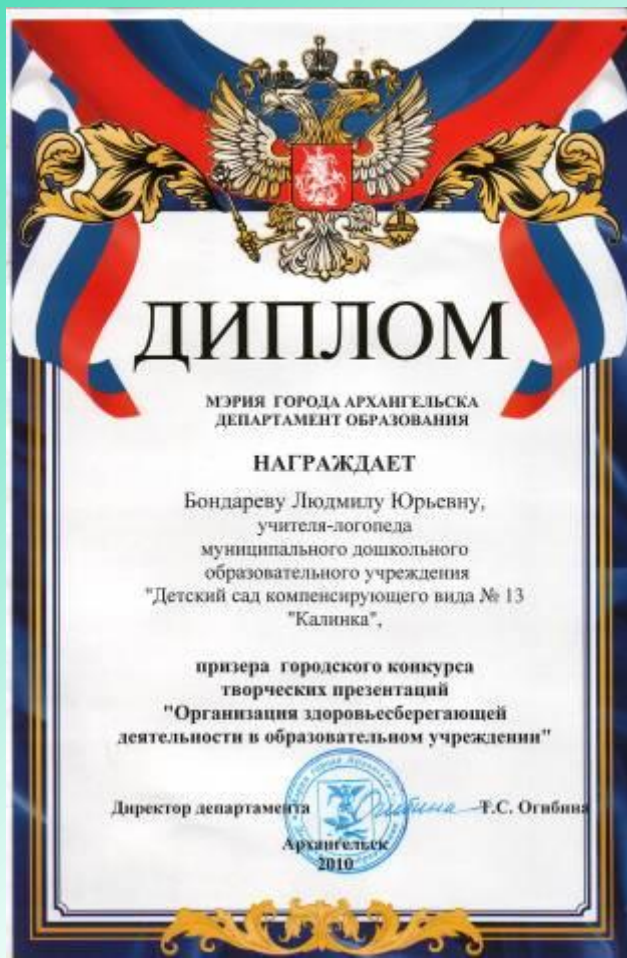 ДИПЛОМ
МЭРИЯ ГОРОДА АРХАНГЕЛЬСКА
ДЕПАРТАМЕНТ ОБРАЗОВАНИЯ
НАГРАЖДАЕТ
Бондареву Людмилу Юрьевну,
учителя-логопеда
муниципального дошкольного
образовательного учреждения
"Детский сад компенсирующего вида № 13
"Калинка",
призера городского конкурса
творческих презентаций
"Организация здоровьесберегающей
деятельности в образовательном учреждении"
Директор департамента Т.С. Огибина
Архангельск
2010